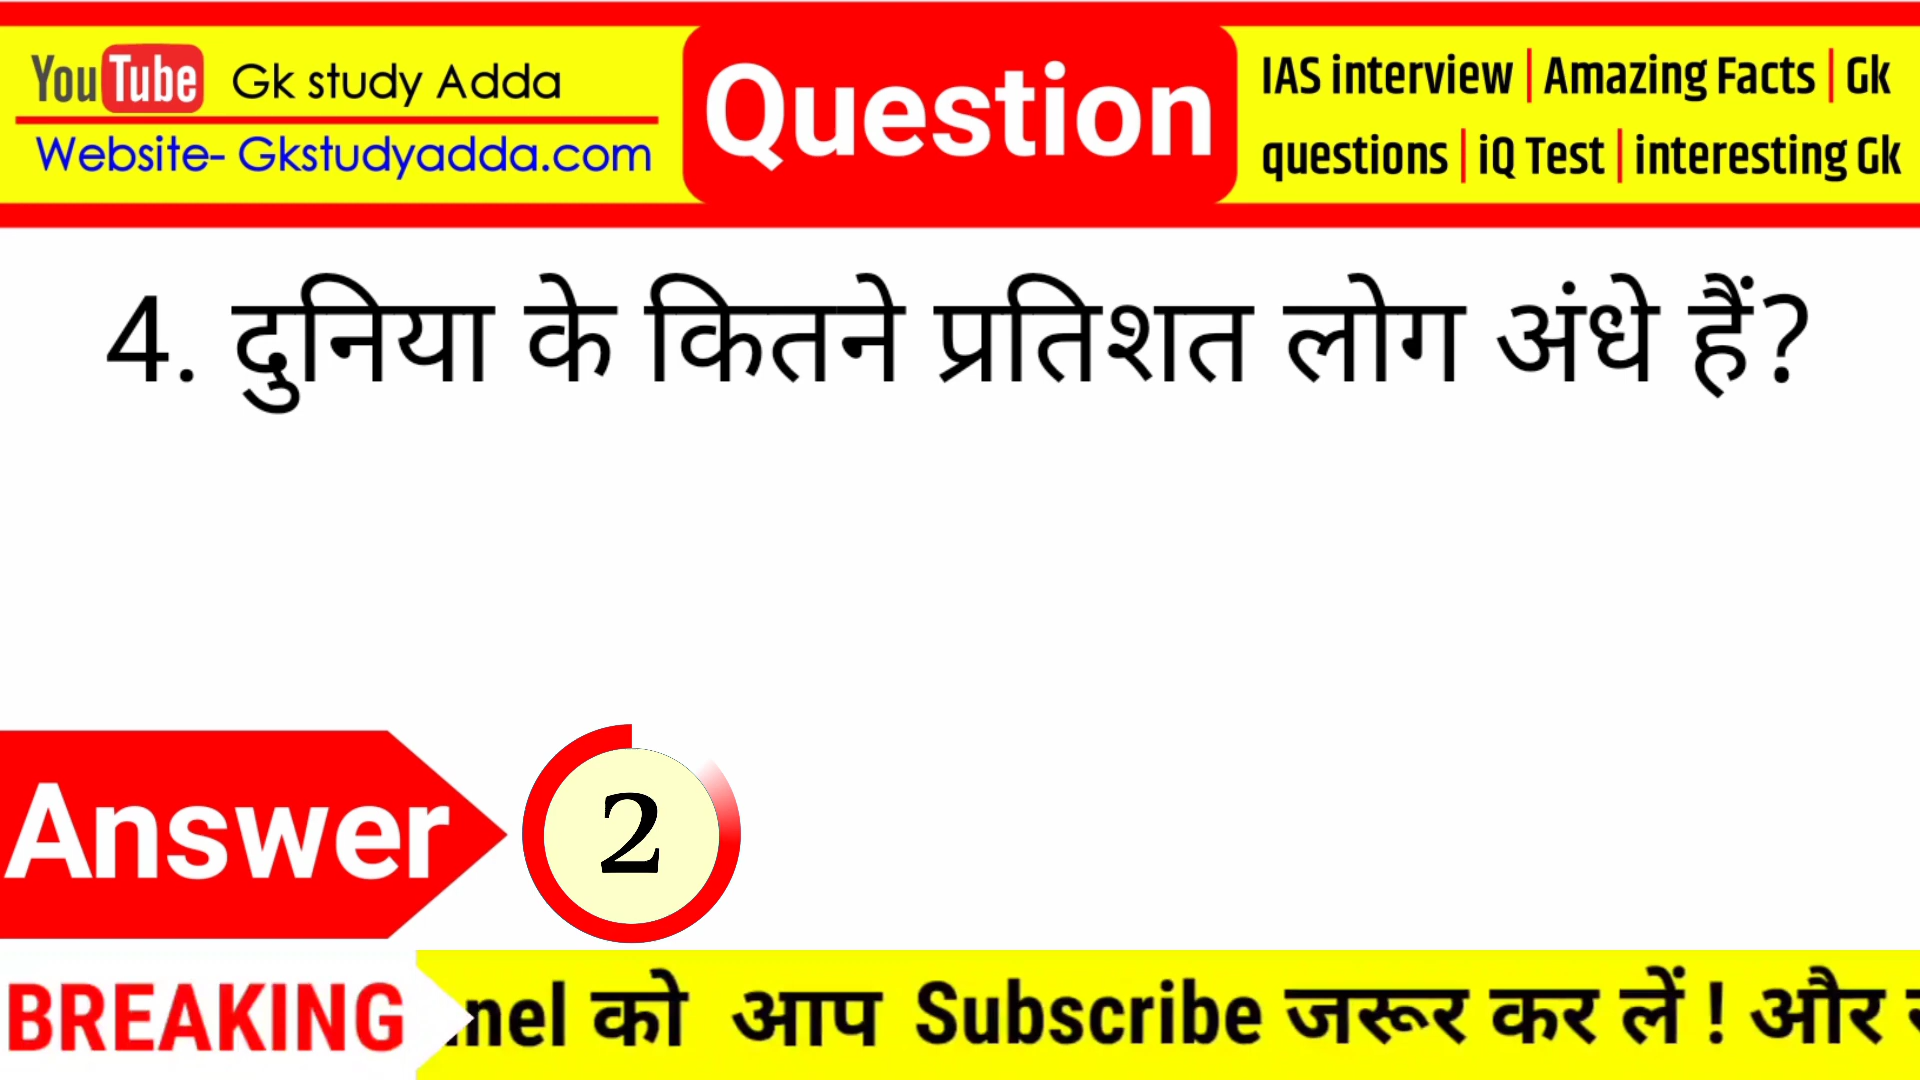 YouTube Gk study Adda
Website- Gkstudyadda.com
Question
IAS interview | Amazing Facts | Gk
questions | iQ Test | interesting Gk
4. दुनिया के कितने प्रतिशत लोग अंधे हैं?
Answer
2
BREAKING
nel को आप Subscribe जरूर कर लें ! और